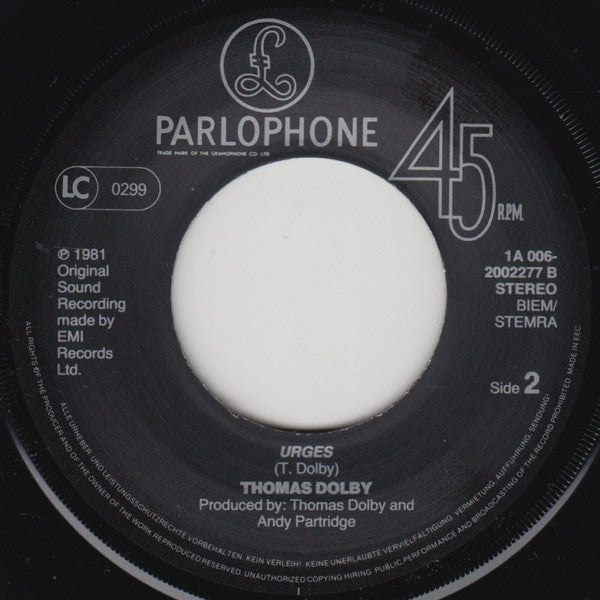 £
PARLOPHONE
TRADE MARK OF THE GRAMOPHONE CO. LTD
45 R.P.M.
LC 0299
℗ 1981
Original
Sound
Recording
made by
EMI
Records
Ltd.
1A 006-
2002277 B
STEREO
BIEM/
STEMRA
Side 2
URGES
(T. Dolby)
THOMAS DOLBY
Produced by: Thomas Dolby and
Andy Partridge
ALLE URHEBER- UND LEISTUNGSSCHUTZRECHTE VORBEHALTEN. KEIN VERLEIH! KEINE UNERLAUBTE VERVIELFÄLTIGUNG, VERMIETUNG, AUFFÜHRUNG, SENDUNG!
ALL RIGHTS OF THE PRODUCER AND OF THE OWNER OF THE WORK REPRODUCED RESERVED. UNAUTHORIZED COPYING HIRING, PUBLIC PERFORMANCE AND BROADCASTING OF THE RECORD PROHIBITED. MADE IN EEC.